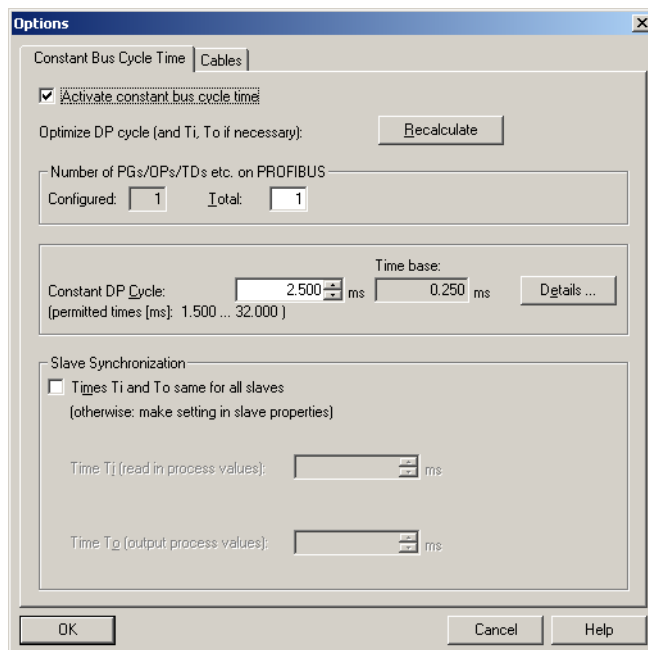 Options
Constant Bus Cycle Time Cables
Activate constant bus cycle time
Optimize DP cycle (and Ti, To if necessary): Recalculate
Number of PGs/OPs/TDs etc. on PROFIBUS
Configured: 1 Total: 1
Time base:
Constant DP Cycle: 2.500 ms 0.250 ms Details ...
(permitted times [ms]: 1.500 ... 32.000 )
Slave Synchronization
Times Ti and To same for all slaves
(otherwise: make setting in slave properties)
Time Ti (read in process values): ms
Time To (output process values): ms
OK Cancel Help